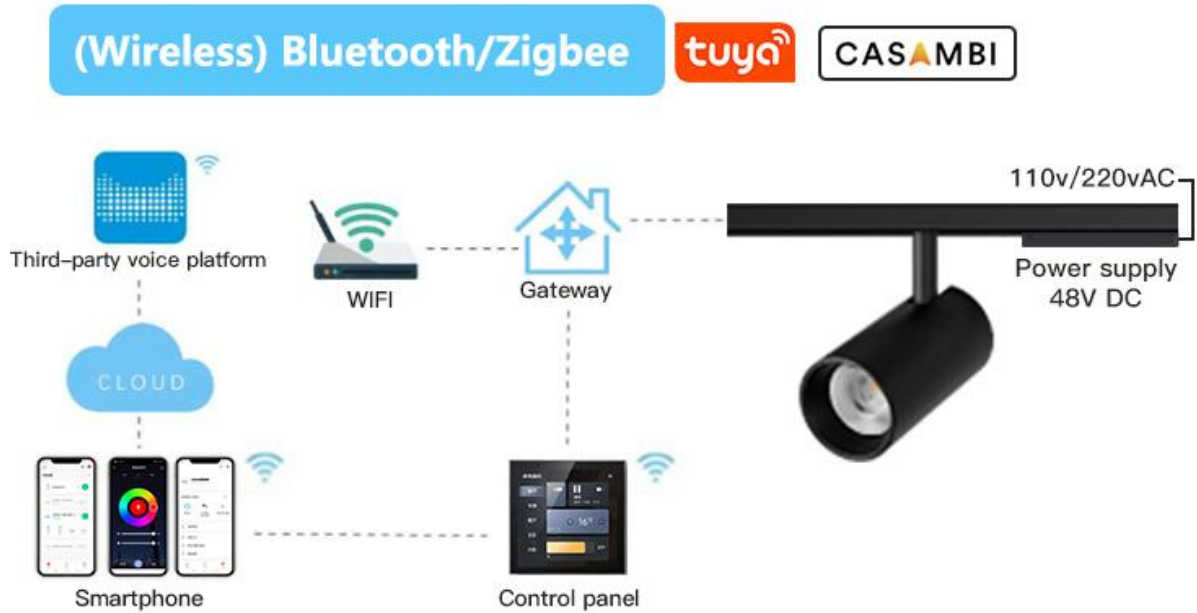 (Wireless) Bluetooth/Zigbee
tuya
CASAMBI
110v/220vAC
Third-party voice platform
WIFI
Gateway
Power supply
48V DC
CLOUD
16°
Smartphone
Control panel